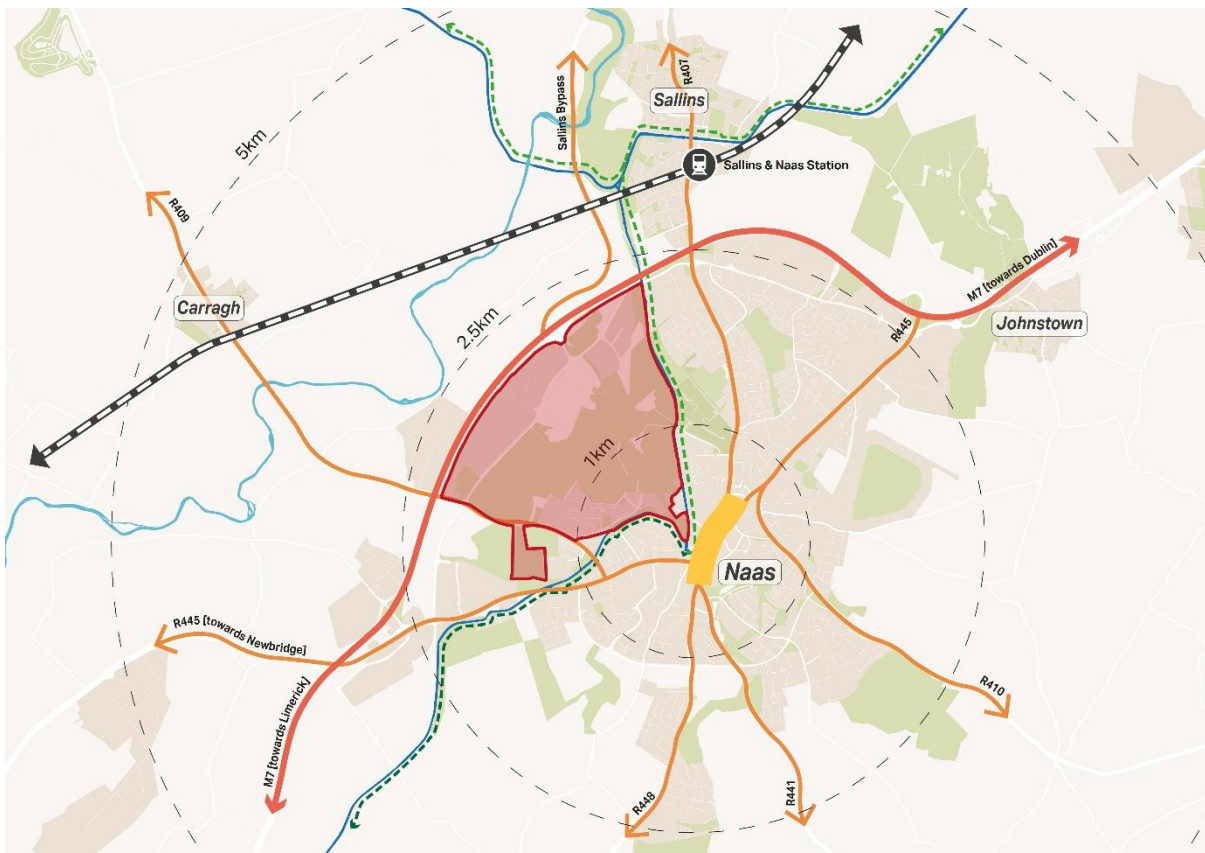 Sallins Bypass
R407
Sallins
5km
Sallins & Naas Station
R409
M7 [towards Dublin]
Carragh
2.5km
R445
Johnstown
1km
Naas
R445 [towards Newbridge]
M7 [towards Limerick]
R410
R448
R441